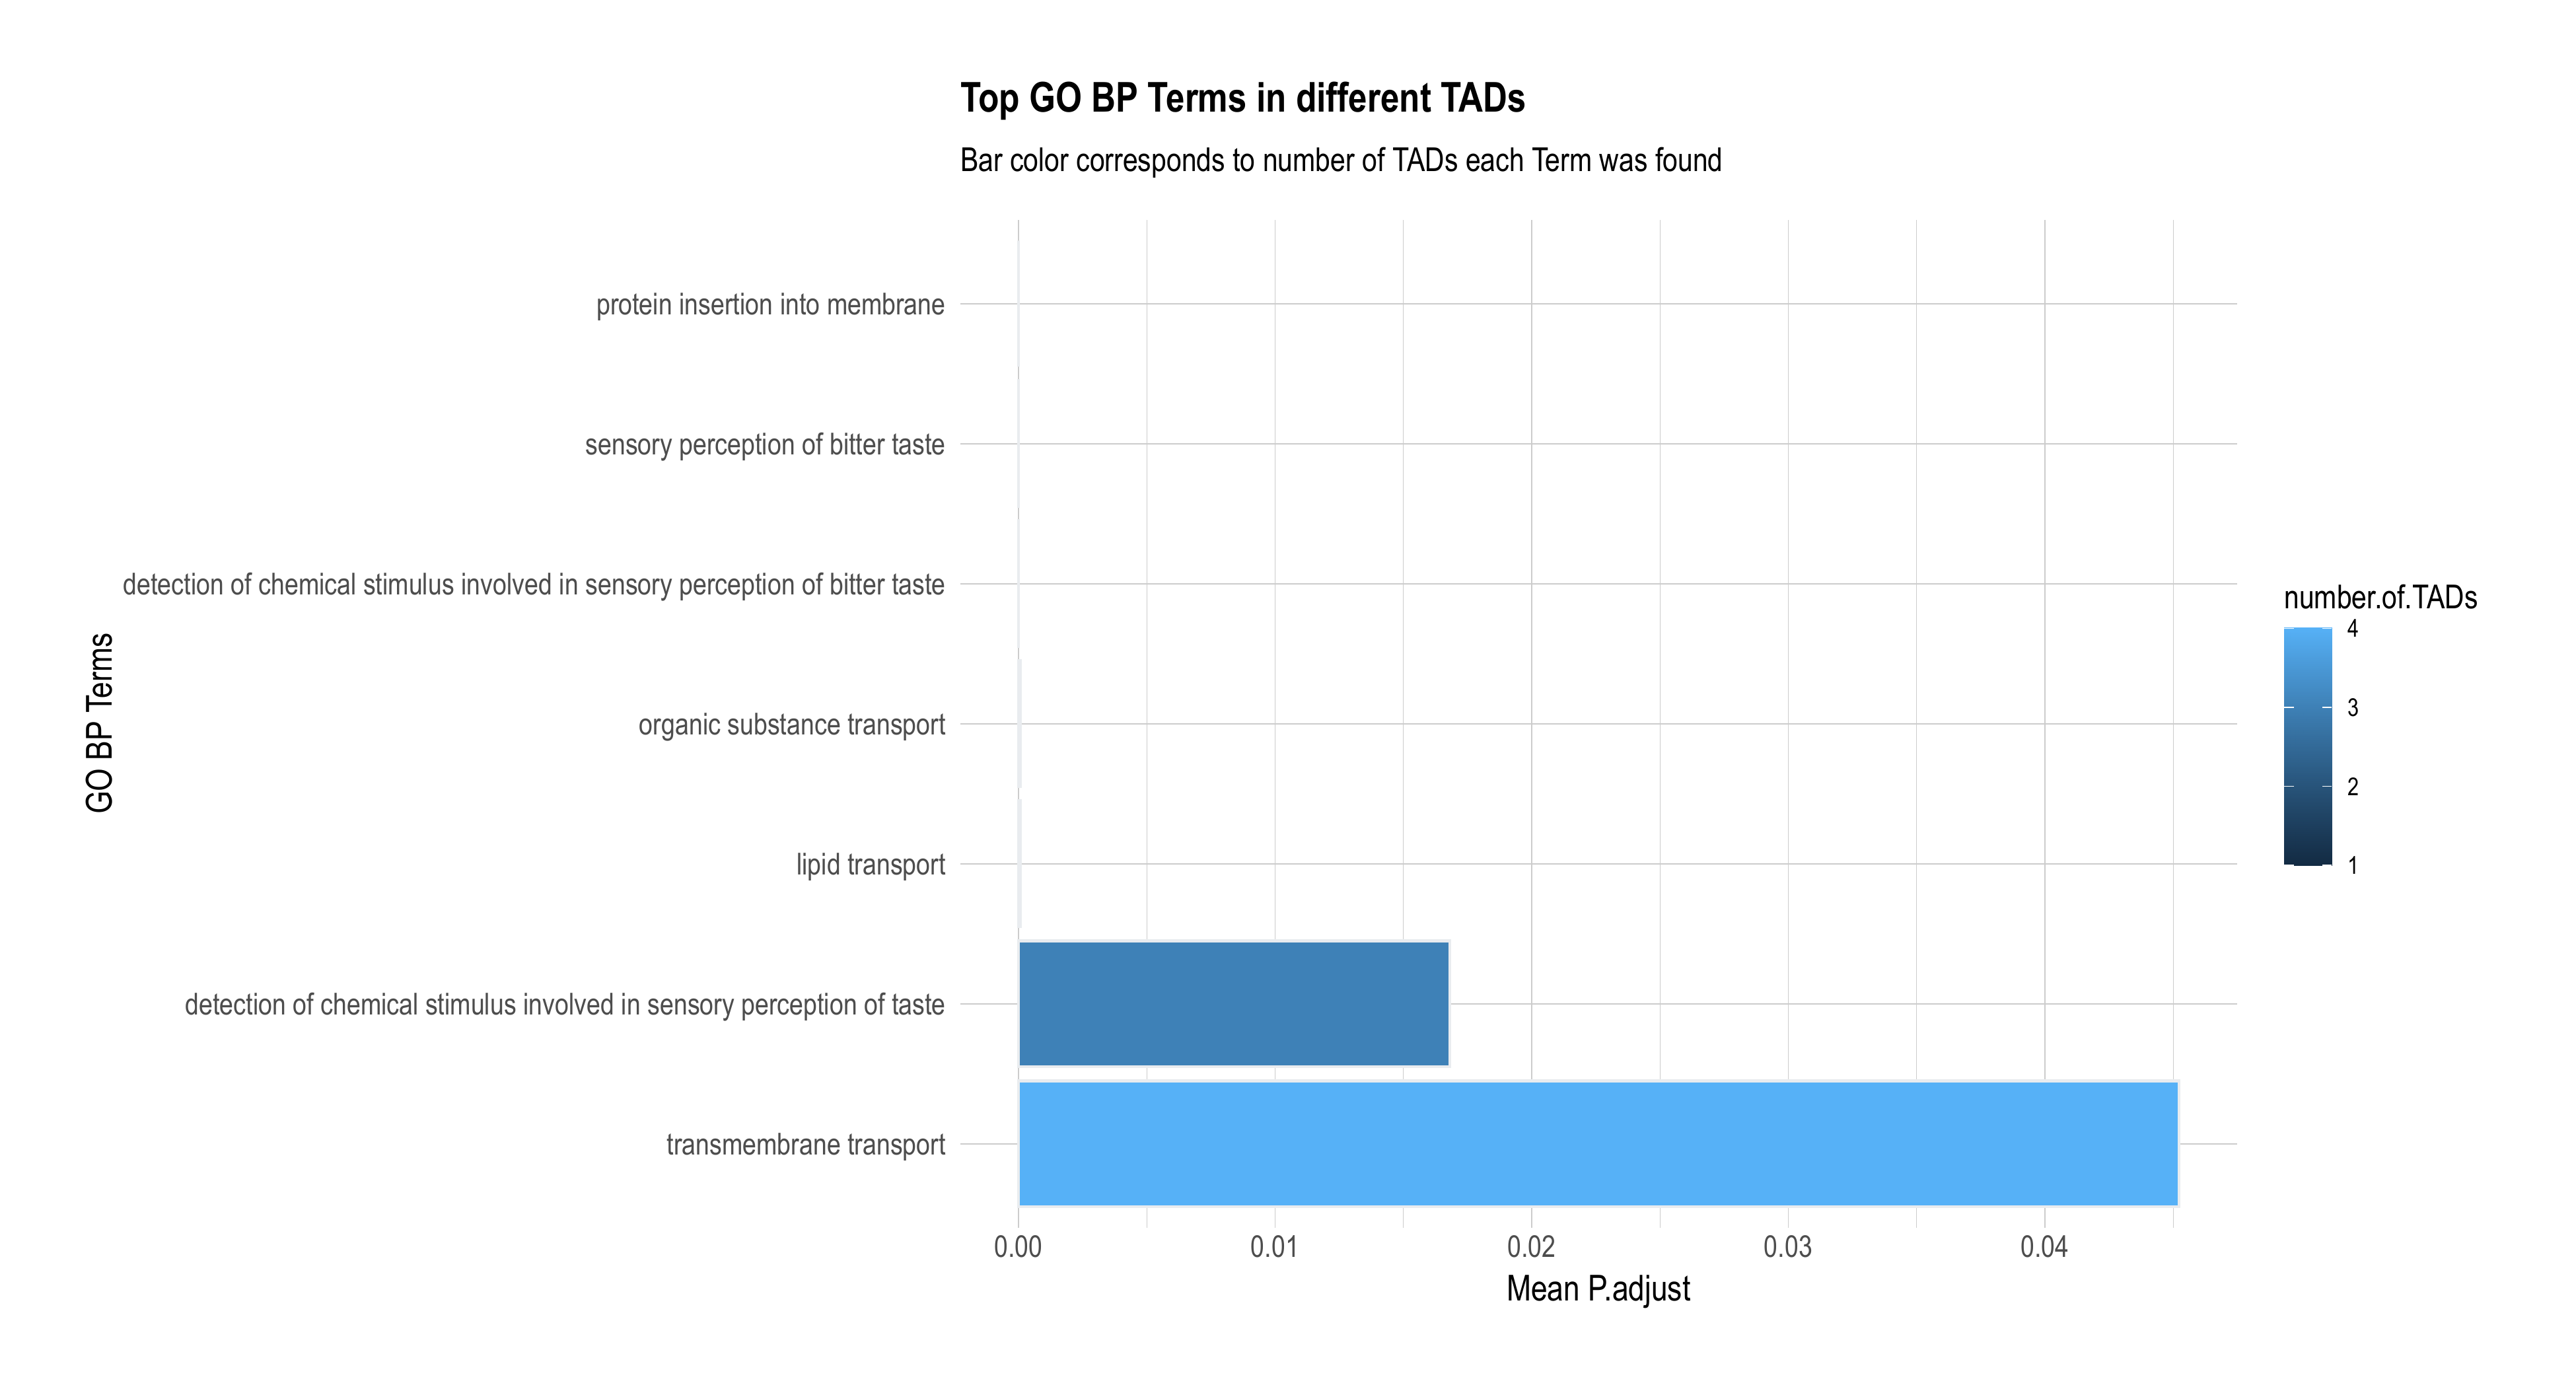 Top GO BP Terms in different TADs
Bar color corresponds to number of TADs each Term was found
GO BP Terms
protein insertion into membrane
sensory perception of bitter taste
detection of chemical stimulus involved in sensory perception of bitter taste
organic substance transport
lipid transport
detection of chemical stimulus involved in sensory perception of taste
transmembrane transport
0.00 0.01 0.02 0.03 0.04
Mean P.adjust
number.of.TADs
4
3
2
1